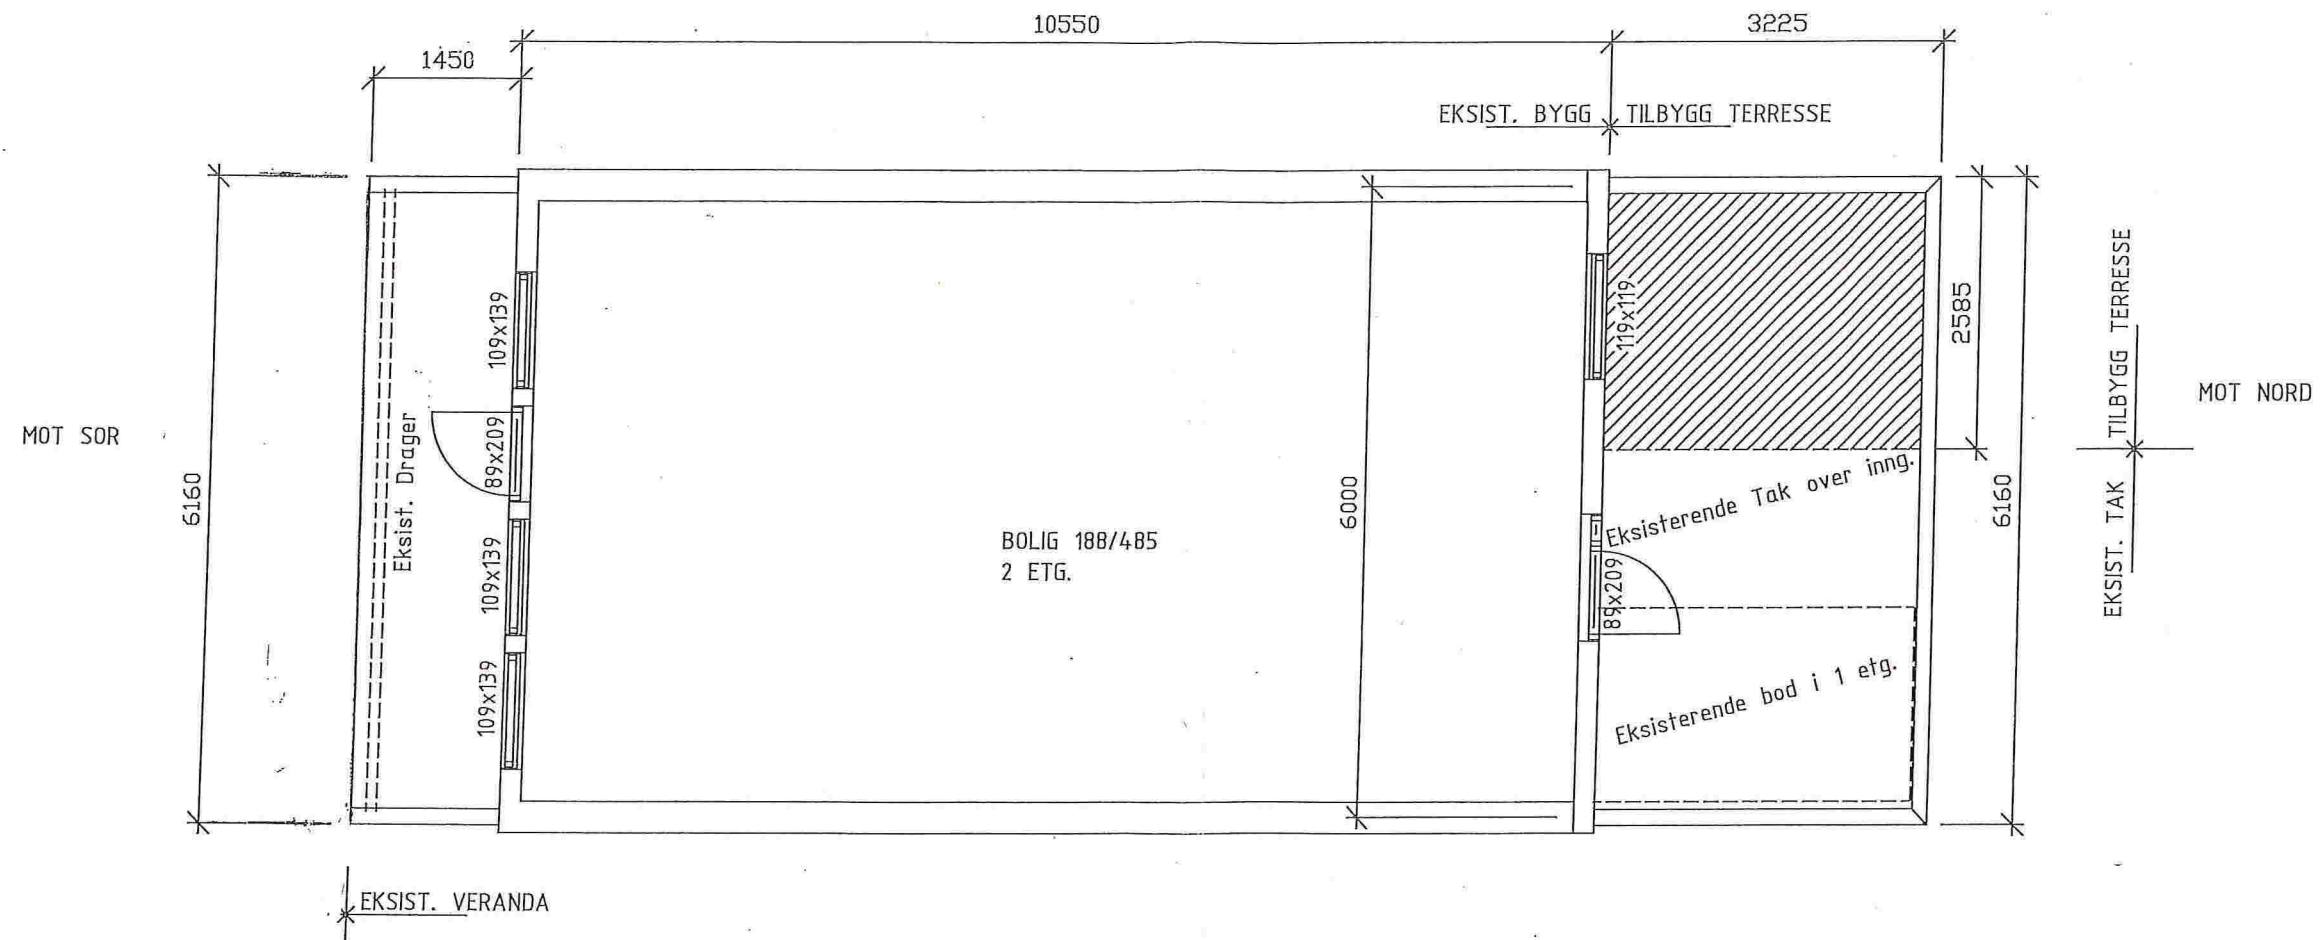 10550
3225
1450
EKSIST. BYGG
TILBYGG TERRESSE
109x139
119x119
2585
TILBYGG TERRESSE
MOT NORD
MOT SOR
Eksist. Drager
89x209
6160
6000
Eksisterende Tak over inng.
6160
EKSIST. TAK
BOLIG 188/485
2 ETG.
109x139
89x209
109x139
Eksisterende bod i 1 etg.
EKSIST. VERANDA